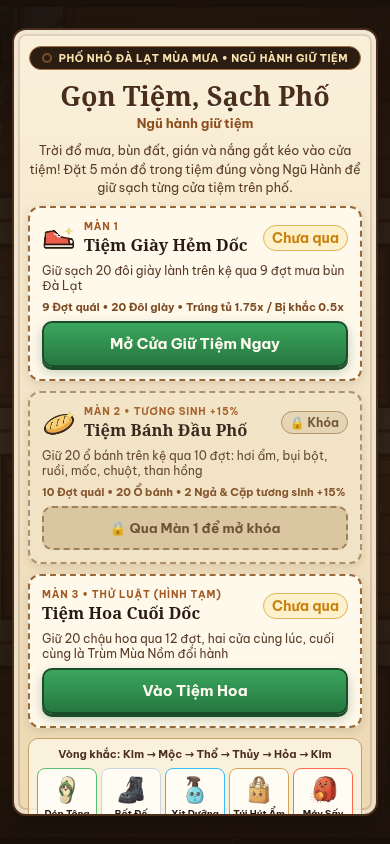 PHỐ NHỎ ĐÀ LẠT MÙA MƯA • NGŨ HÀNH GIỮ TIỆM
Gọn Tiệm, Sạch Phố
Ngũ hành giữ tiệm
Trời đổ mưa, bùn đất, gián và nắng gắt kéo vào cửa
tiệm! Đặt 5 món đồ trong tiệm đúng vòng Ngũ Hành để
giữ sạch từng cửa tiệm trên phố.
MÀN 1
Tiệm Giày Hẻm Dốc
Chưa qua
Giữ sạch 20 đôi giày lành trên kệ qua 9 đợt mưa bùn
Đà Lạt
9 Đợt quái • 20 Đôi giày • Trúng tủ 1.75x / Bị khắc 0.5x
Mở Cửa Giữ Tiệm Ngay
MÀN 2 • TƯƠNG SINH +15%
Tiệm Bánh Đầu Phố
🔒 Khóa
Giữ 20 ổ bánh trên kệ qua 10 đợt: hơi ẩm, bụi bột,
ruồi, mốc, chuột, than hồng
10 Đợt quái • 20 Ổ bánh • 2 Ngả & Cặp tương sinh +15%
🔒 Qua Màn 1 để mở khóa
MÀN 3 • THỬ LUẬT (HÌNH TẠM)
Tiệm Hoa Cuối Dốc
Chưa qua
Giữ 20 chậu hoa qua 12 đợt, hai cửa cùng lúc, cuối
cùng là Trùm Mùa Nồm đổi hành
Vào Tiệm Hoa
Vòng khắc: Kim → Mộc → Thổ → Thủy → Hỏa → Kim